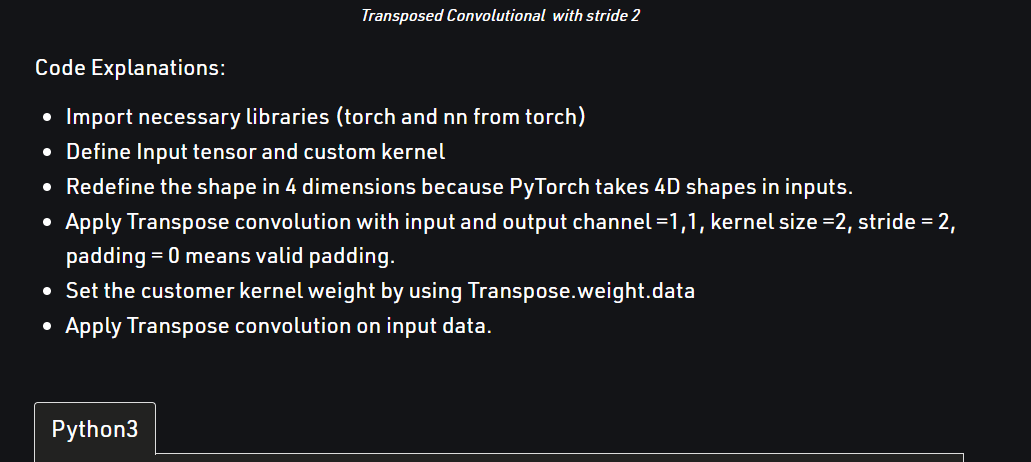 Transposed Convolutional with stride 2
Code Explanations:
• Import necessary libraries (torch and nn from torch)
• Define Input tensor and custom kernel
• Redefine the shape in 4 dimensions because PyTorch takes 4D shapes in inputs.
• Apply Transpose convolution with input and output channel =1,1, kernel size =2, stride = 2,
padding = 0 means valid padding.
• Set the customer kernel weight by using Transpose.weight.data
• Apply Transpose convolution on input data.
Python3